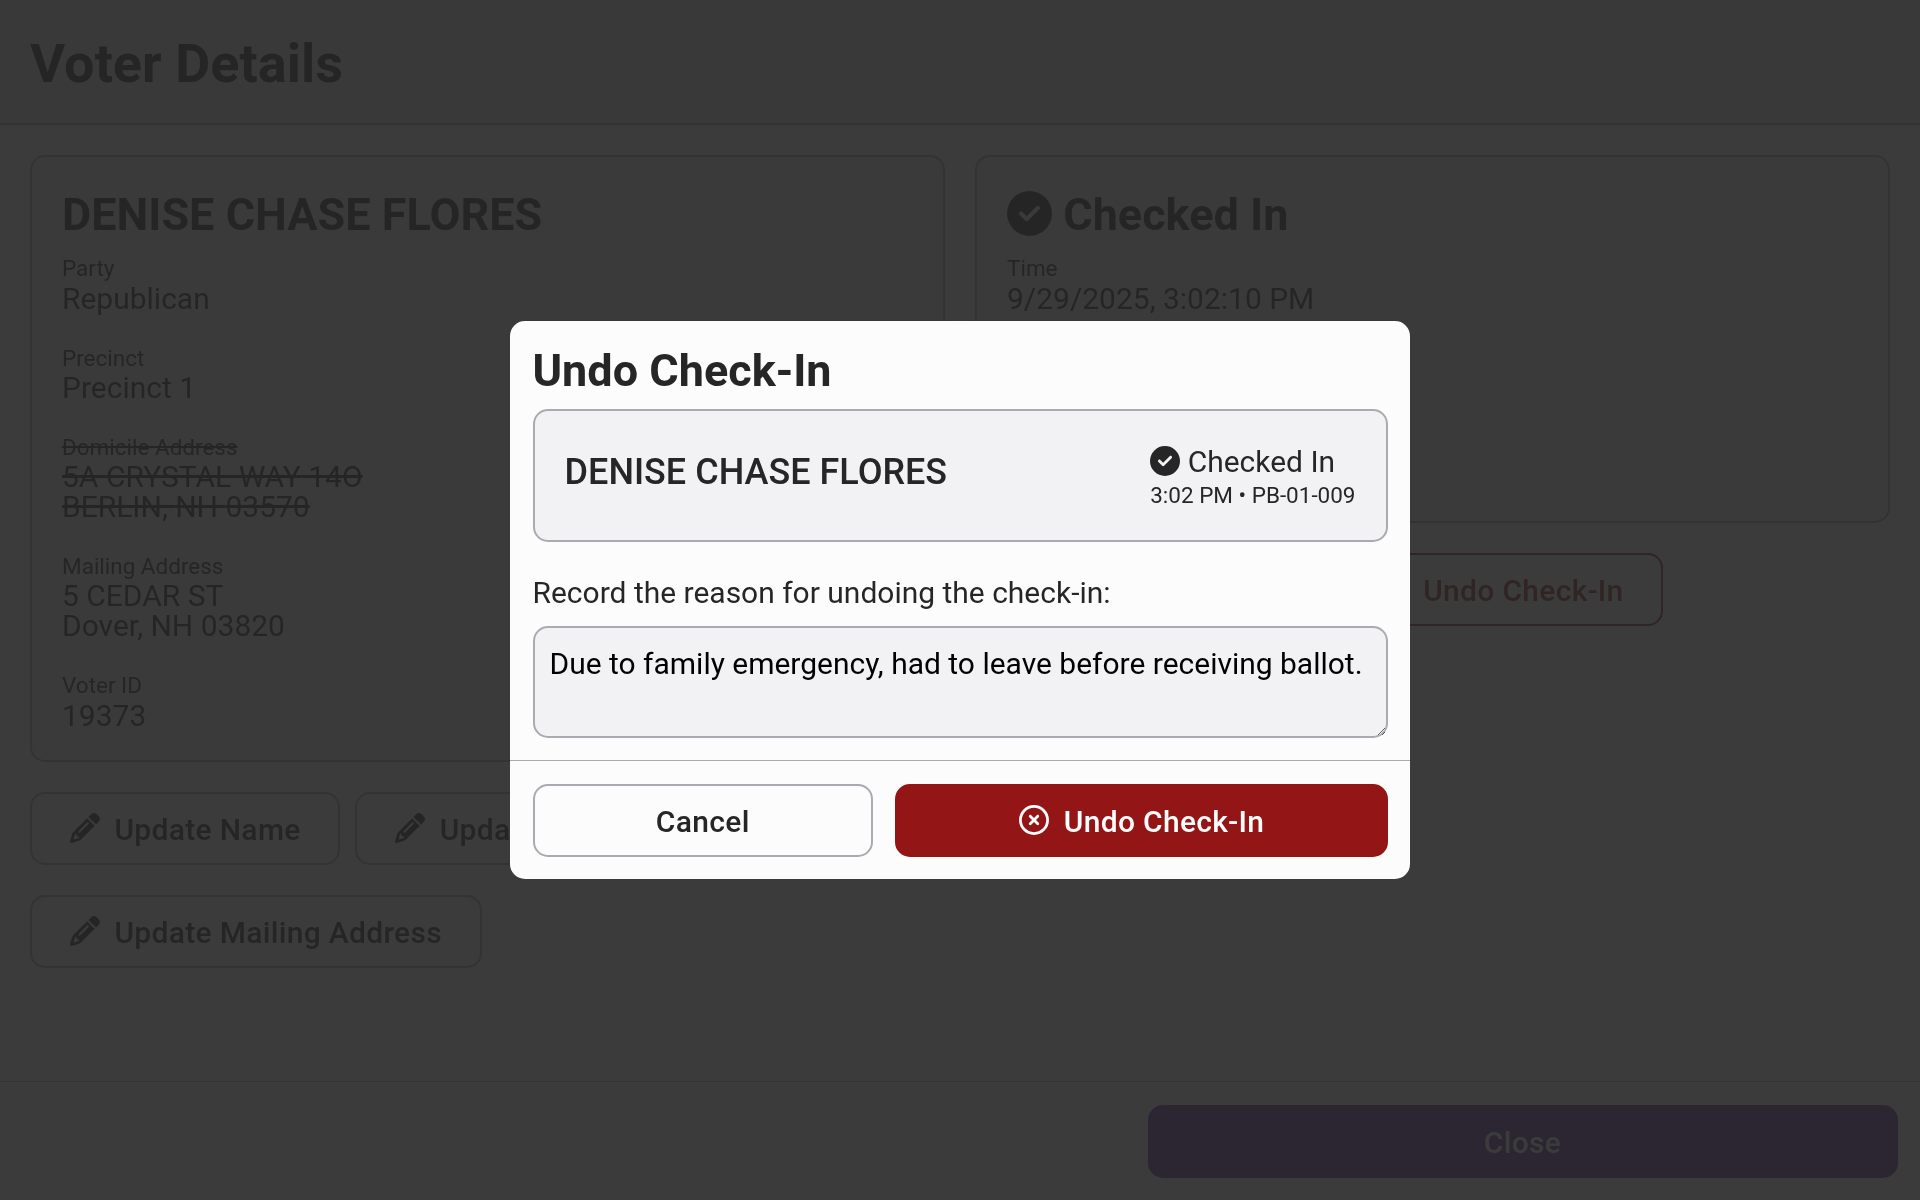 Voter Details
DENISE CHASE FLORES
Party
Republican
Precinct
Precinct 1
Domicile Address
5A CRYSTAL WAY 14O
BERLIN, NH 03570
Mailing Address
5 CEDAR ST
Dover, NH 03820
Voter ID
19373
Update Name
Upda
Update Mailing Address
Checked In
Time
9/29/2025, 3:02:10 PM
Undo Check-In
Undo Check-In
DENISE CHASE FLORES
Checked In
3:02 PM • PB-01-009
Record the reason for undoing the check-in:
Due to family emergency, had to leave before receiving ballot.
Cancel
Undo Check-In
Close